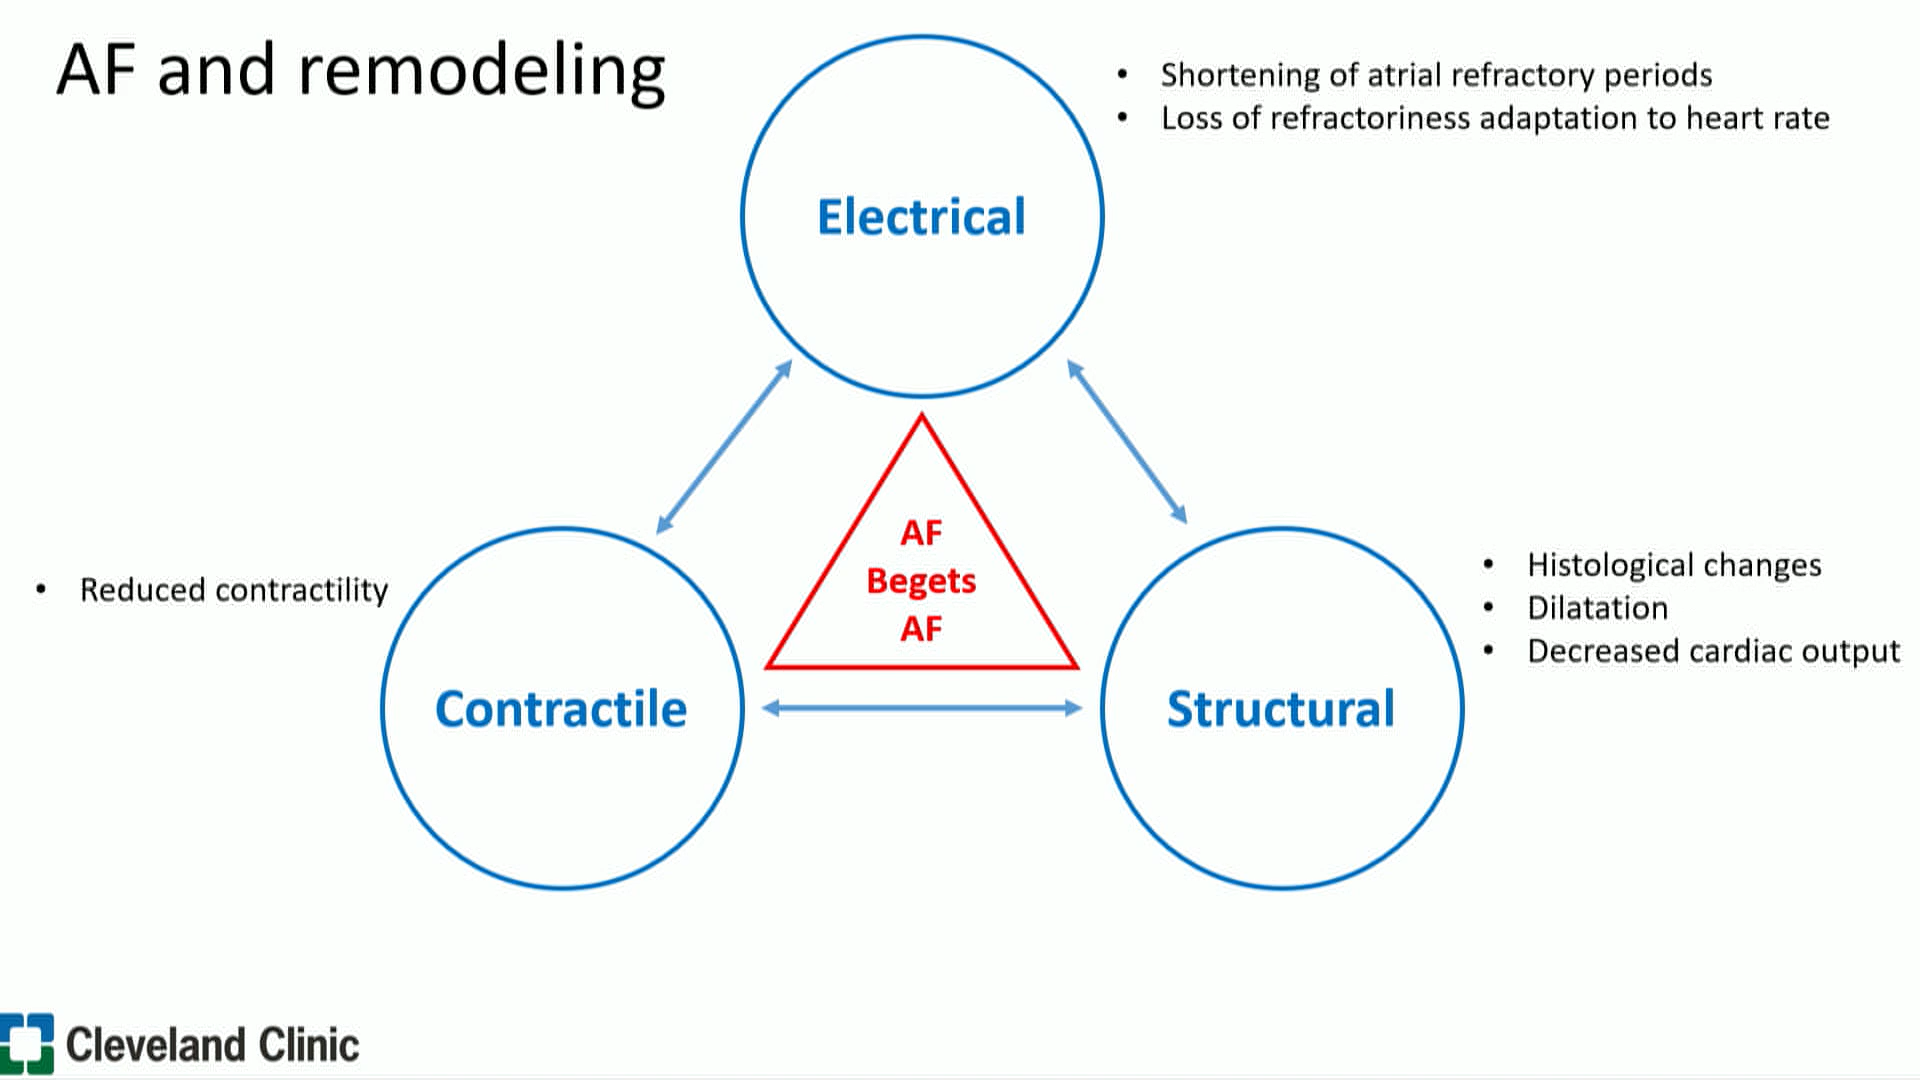 AF and remodeling
• Shortening of atrial refractory periods
• Loss of refractoriness adaptation to heart rate
Electrical
AF
Begets
AF
• Reduced contractility
Contractile
Structural
• Histological changes
• Dilatation
• Decreased cardiac output
Cleveland Clinic